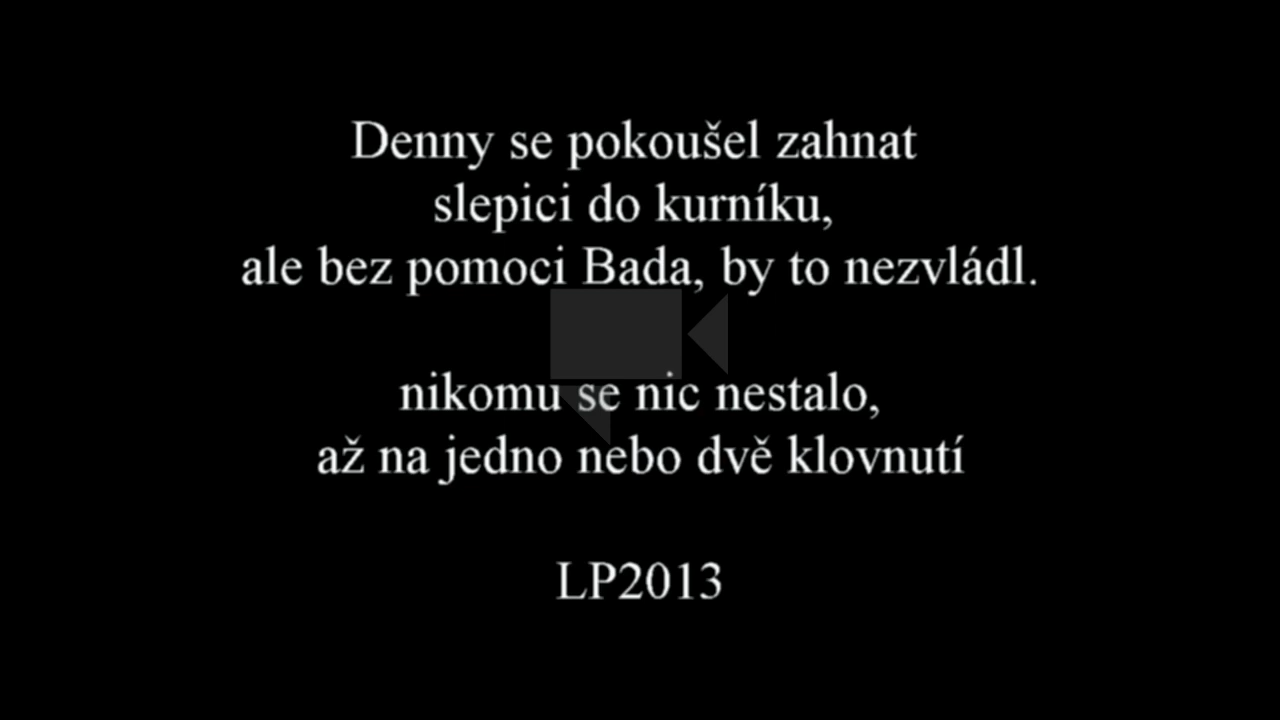 Denny se pokoušel zahnat
slepici do kurníku,
ale bez pomoci Bada, by to nezvládl.
nikomu se nic nestalo,
až na jedno nebo dvě klovnutí
LP2013